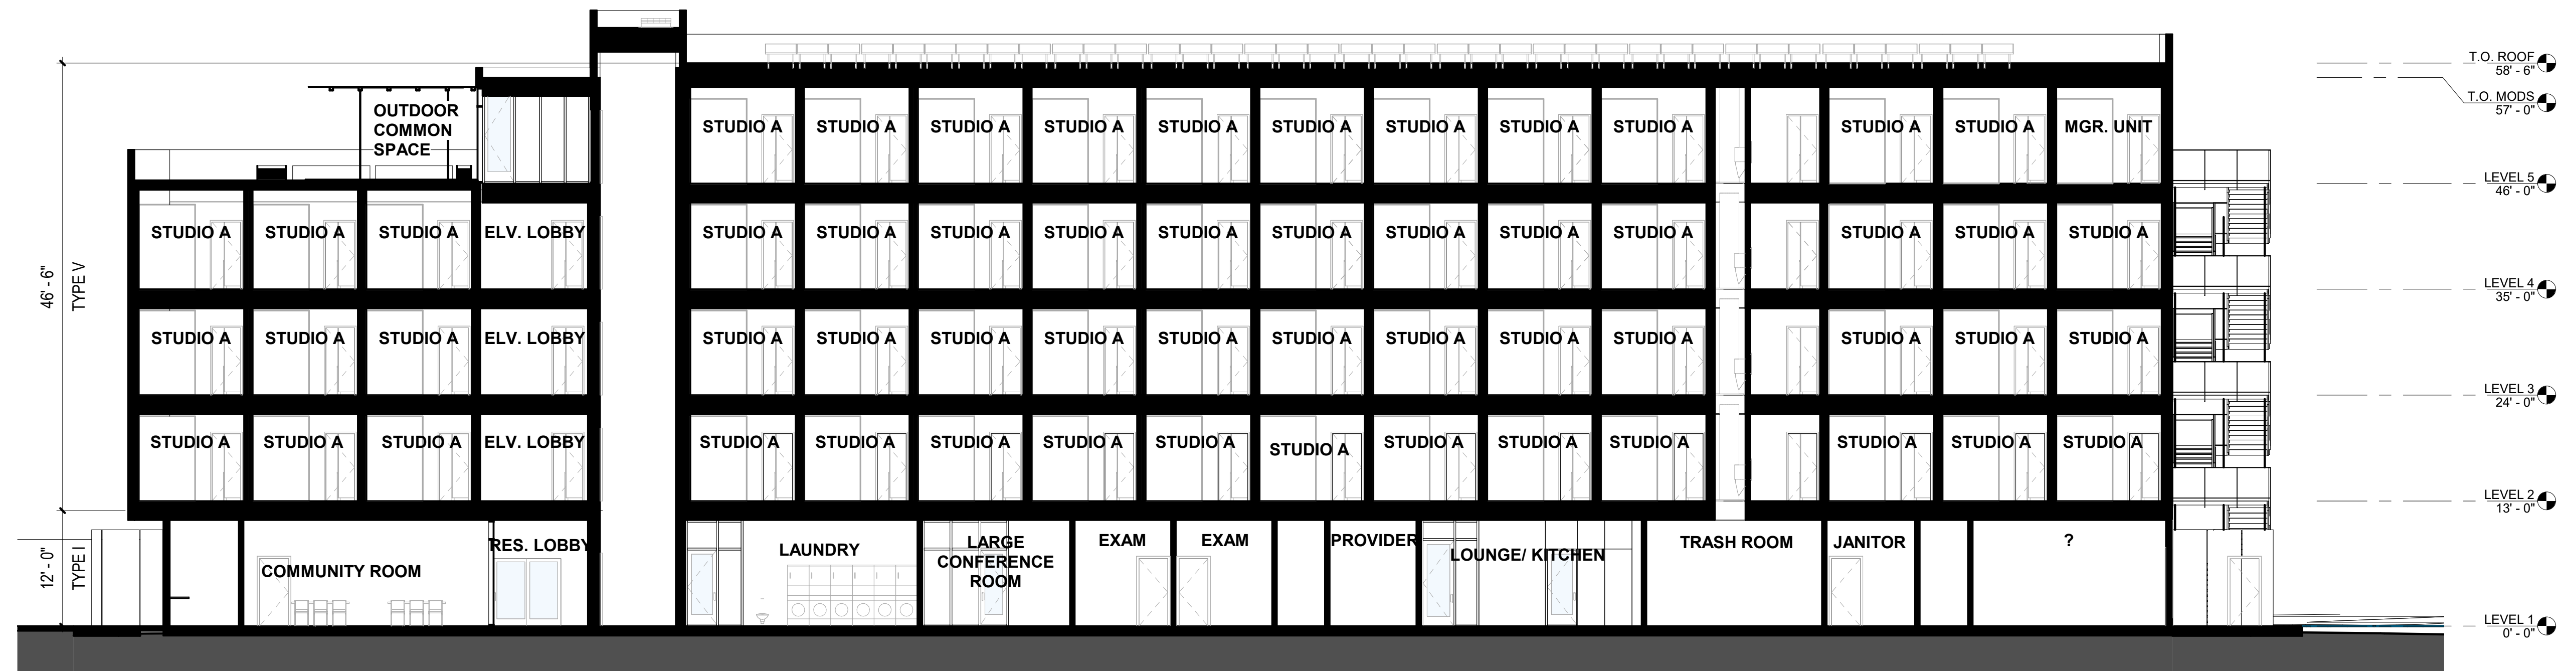 T.O. ROOF
58' - 6"
T.O. MODS
57' - 0"
OUTDOOR
COMMON
SPACE
STUDIO A STUDIO A STUDIO A STUDIO A STUDIO A STUDIO A STUDIO A STUDIO A STUDIO A STUDIO A STUDIO A MGR. UNIT
LEVEL 5
46' - 0"
STUDIO A STUDIO A STUDIO A ELV. LOBBY STUDIO A STUDIO A STUDIO A STUDIO A STUDIO A STUDIO A STUDIO A STUDIO A STUDIO A STUDIO A STUDIO A STUDIO A
46' - 6"
TYPE V
LEVEL 4
35' - 0"
STUDIO A STUDIO A STUDIO A ELV. LOBBY STUDIO A STUDIO A STUDIO A STUDIO A STUDIO A STUDIO A STUDIO A STUDIO A STUDIO A STUDIO A STUDIO A STUDIO A
LEVEL 3
24' - 0"
STUDIO A STUDIO A STUDIO A ELV. LOBBY STUDIO A STUDIO A STUDIO A STUDIO A STUDIO A STUDIO A STUDIO A STUDIO A STUDIO A STUDIO A STUDIO A STUDIO A
LEVEL 2
13' - 0"
12' - 0"
TYPE I
COMMUNITY ROOM
RES. LOBBY
LAUNDRY
LARGE
CONFERENCE
ROOM
EXAM
EXAM
PROVIDER
LOUNGE/ KITCHEN
TRASH ROOM
JANITOR
?
LEVEL 1
0' - 0"